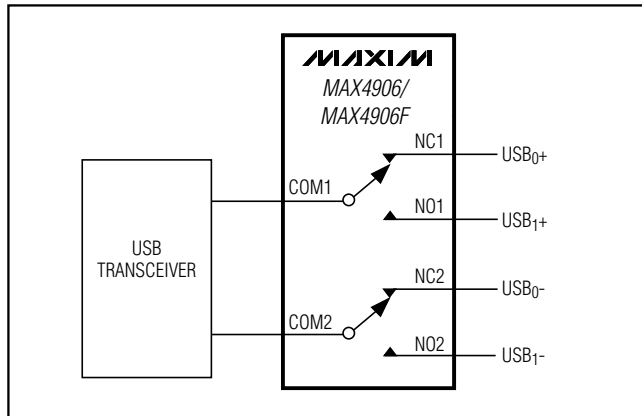 MAXIM
MAX4906/
MAX4906F
NC1
USB0+
COM1
NO1
USB1+
USB
TRANSCEIVER
NC2
USB0-
COM2
NO2
USB1-